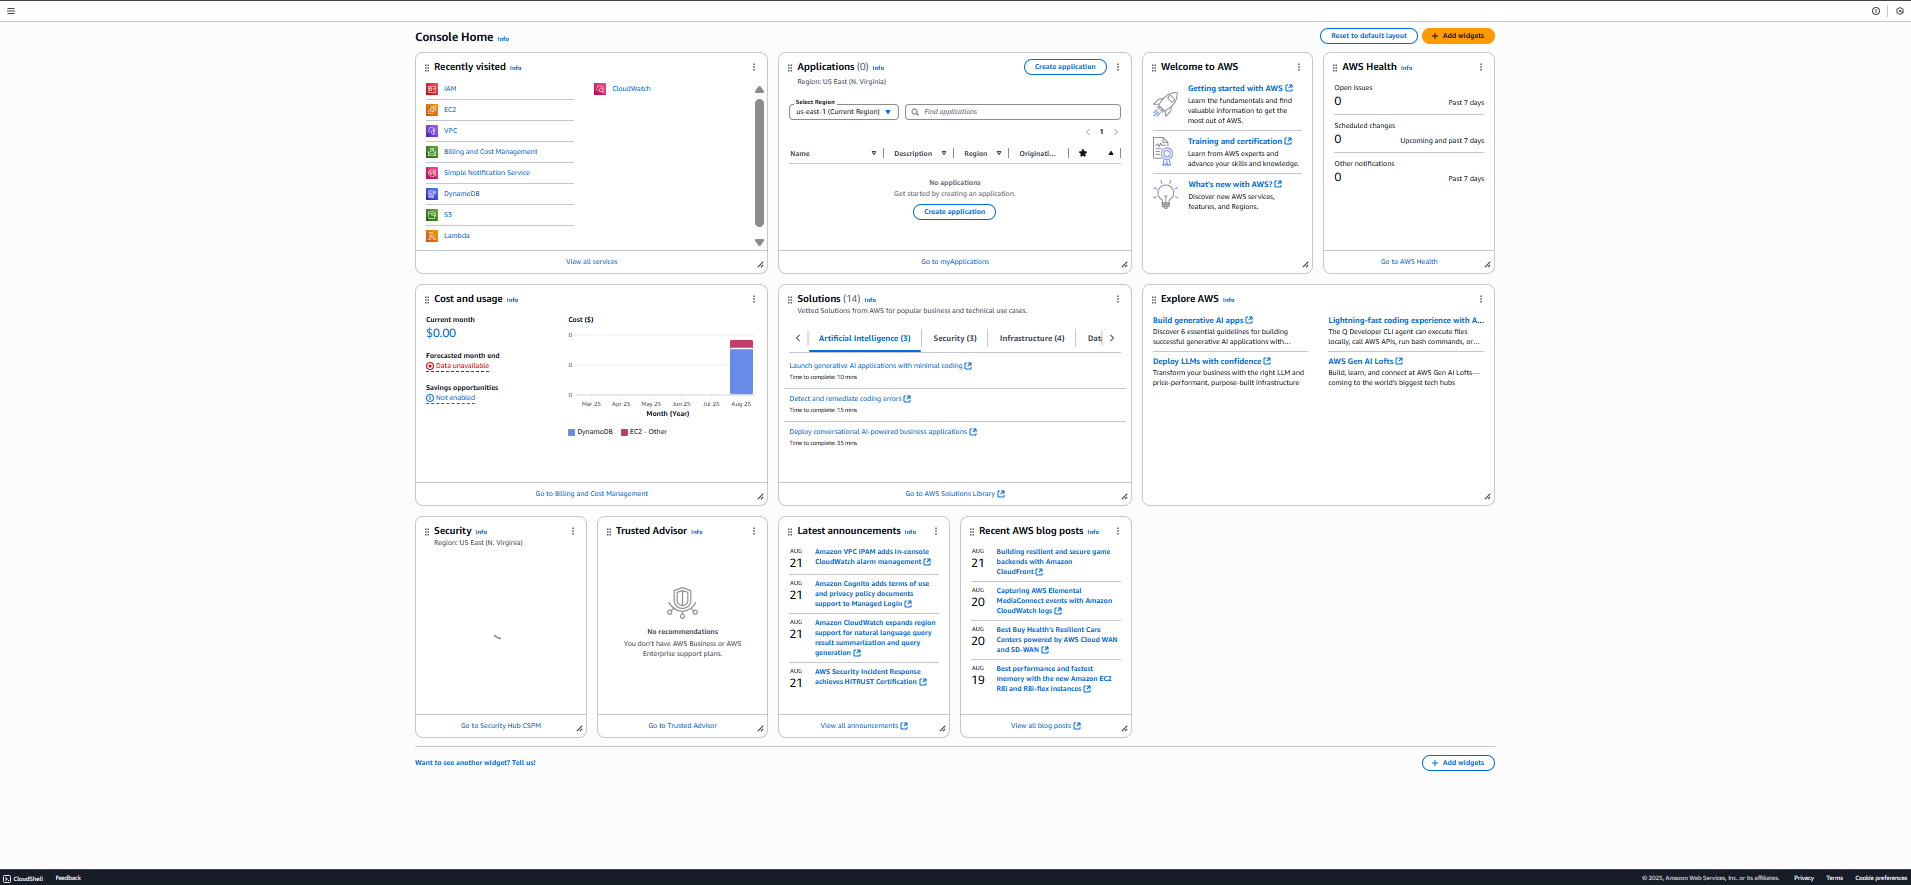 Console Home Info
Reset to default layout
Add widgets
Recently visited Info
IAM
EC2
VPC
Billing and Cost Management
Simple Notification Service
DynamoDB
S3
Lambda
CloudWatch
View all services
Applications (0) Info
Region: US East (N. Virginia)
Create application
Select Region
us-east-1 (Current Region)
Find applications
1
Name
Description
Region
Originati...
No applications
Get started by creating an application.
Create application
Go to myApplications
Welcome to AWS
Getting started with AWS
Learn the fundamentals and find
valuable information to get the
most out of AWS.
Training and certification
Learn from AWS experts and
advance your skills and knowledge.
What's new with AWS?
Discover new AWS services,
features, and Regions.
AWS Health Info
Open issues
0
Past 7 days
Scheduled changes
0
Upcoming and past 7 days
Other notifications
0
Past 7 days
Go to AWS Health
Cost and usage Info
Current month
$0.00
Forecasted month end
Data unavailable
Savings opportunities
Not enabled
Cost ($)
0
0
0
Mar 25 Apr 25 May 25 Jun 25 Jul 25 Aug 25
Month (Year)
DynamoDB EC2 - Other
Go to Billing and Cost Management
Solutions (14) Info
Vetted Solutions from AWS for popular business and technical use cases.
Artificial Intelligence (3)
Security (3)
Infrastructure (4)
Data
Launch generative AI applications with minimal coding
Time to complete: 10 mins
Detect and remediate coding errors
Time to complete: 15 mins
Deploy conversational AI-powered business applications
Time to complete: 35 mins
Go to AWS Solutions Library
Explore AWS Info
Build generative AI apps
Discover 6 essential guidelines for building
successful generative AI applications with...
Lightning-fast coding experience with A...
The Q Developer CLI agent can execute files
locally, call AWS APIs, run bash commands, or...
Deploy LLMs with confidence
Transform your business with the right LLM and
price-performant, purpose-built infrastructure
AWS Gen AI Lofts
Build, learn, and connect at AWS Gen AI Lofts—
coming to the world's biggest tech hubs
Security Info
Region: US East (N. Virginia)
Go to Security Hub CSPM
Trusted Advisor Info
No recommendations
You don't have AWS Business or AWS
Enterprise support plans.
Go to Trusted Advisor
Latest announcements Info
AUG
21
Amazon VPC IPAM adds in-console
CloudWatch alarm management
AUG
21
Amazon Cognito adds terms of use
and privacy policy documents
support to Managed Login
AUG
21
Amazon CloudWatch expands region
support for natural language query
result summarization and query
generation
AUG
21
AWS Security Incident Response
achieves HITRUST Certification
View all announcements
Recent AWS blog posts Info
AUG
21
Building resilient and secure game
backends with Amazon
CloudFront
AUG
20
Capturing AWS Elemental
MediaConnect events with Amazon
CloudWatch logs
AUG
20
Best Buy Health's Resilient Care
Centers powered by AWS Cloud WAN
and SD-WAN
AUG
19
Best performance and fastest
memory with the new Amazon EC2
R8i and R8i-flex instances
View all blog posts
Want to see another widget? Tell us!
Add widgets
CloudShell Feedback
© 2025, Amazon Web Services, Inc. or its affiliates. Privacy Terms Cookie preferences